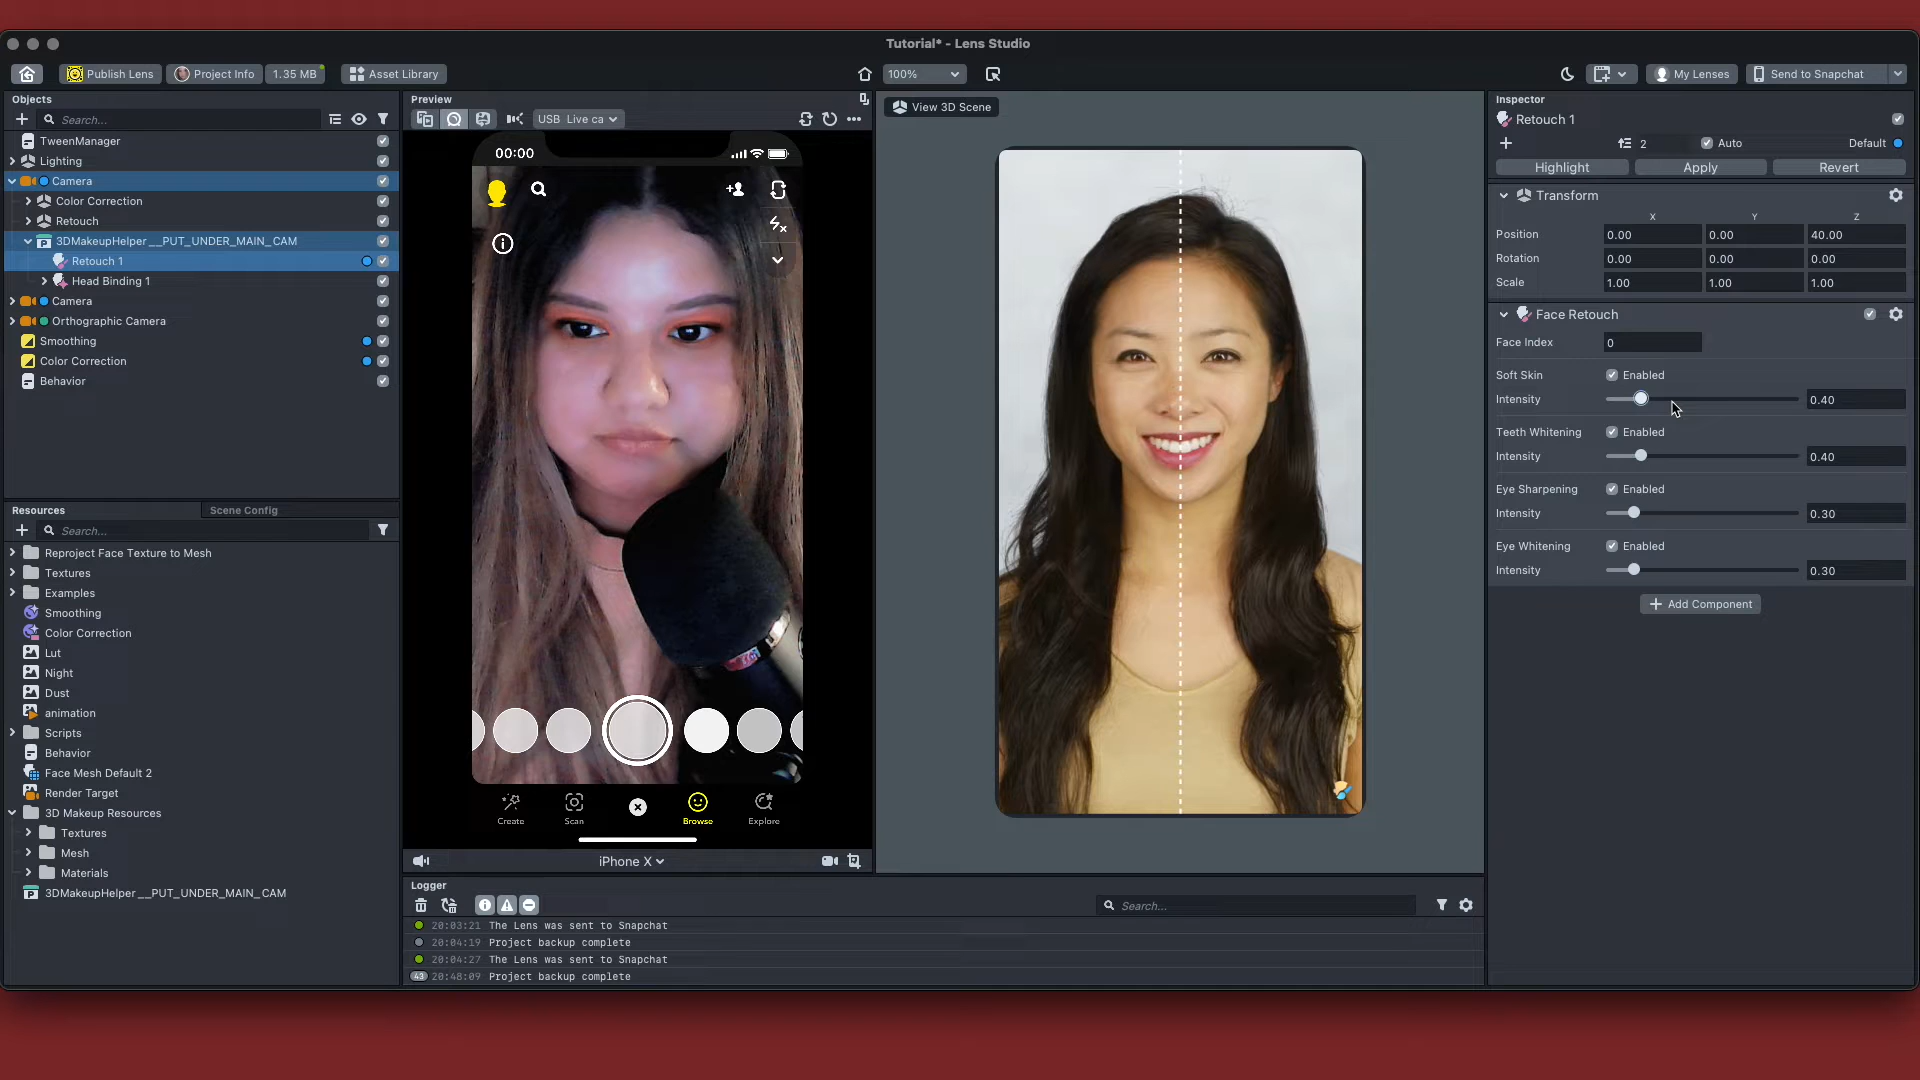 Tutorial* - Lens Studio
Publish Lens
Project Info
1.35 MB
Asset Library
100%
My Lenses
Send to Snapchat
Objects
Search...
TweenManager
Lighting
Camera
Color Correction
Retouch
3DMakeupHelper__PUT_UNDER_MAIN_CAM
Retouch 1
Head Binding 1
Camera
Orthographic Camera
Smoothing
Color Correction
Behavior
Resources
Scene Config
Search...
Reproject Face Texture to Mesh
Textures
Examples
Smoothing
Color Correction
Lut
Night
Dust
animation
Scripts
Behavior
Face Mesh Default 2
Render Target
3D Makeup Resources
Textures
Mesh
Materials
3DMakeupHelper__PUT_UNDER_MAIN_CAM
Preview
USB Live ca
00:00
Create
Scan
Browse
Explore
iPhone X
View 3D Scene
Logger
Search...
20:03:21 The Lens was sent to Snapchat
20:04:19 Project backup complete
20:04:27 The Lens was sent to Snapchat
43 20:48:09 Project backup complete
Inspector
Retouch 1
2
Auto
Default
Highlight
Apply
Revert
Transform
X Y Z
Position 0.00 0.00 40.00
Rotation 0.00 0.00 0.00
Scale 1.00 1.00 1.00
Face Retouch
Face Index 0
Soft Skin Enabled
Intensity 0.40
Teeth Whitening Enabled
Intensity 0.40
Eye Sharpening Enabled
Intensity 0.30
Eye Whitening Enabled
Intensity 0.30
Add Component